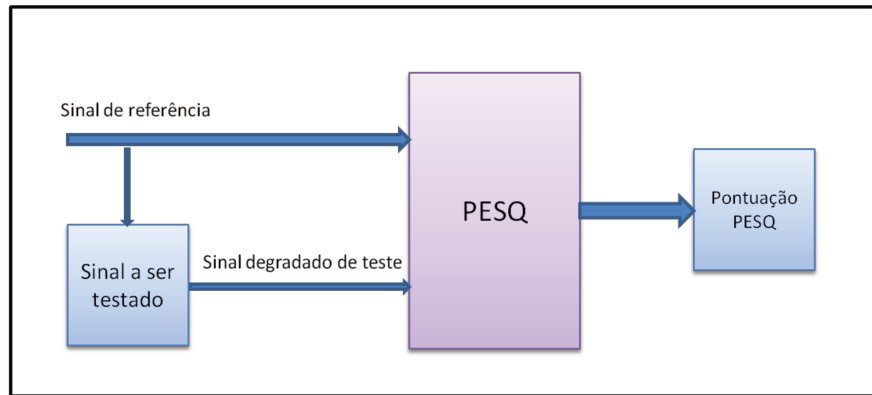 Sinal de referência
PESQ
Pontuação
PESQ
Sinal a ser
testado
Sinal degradado de teste